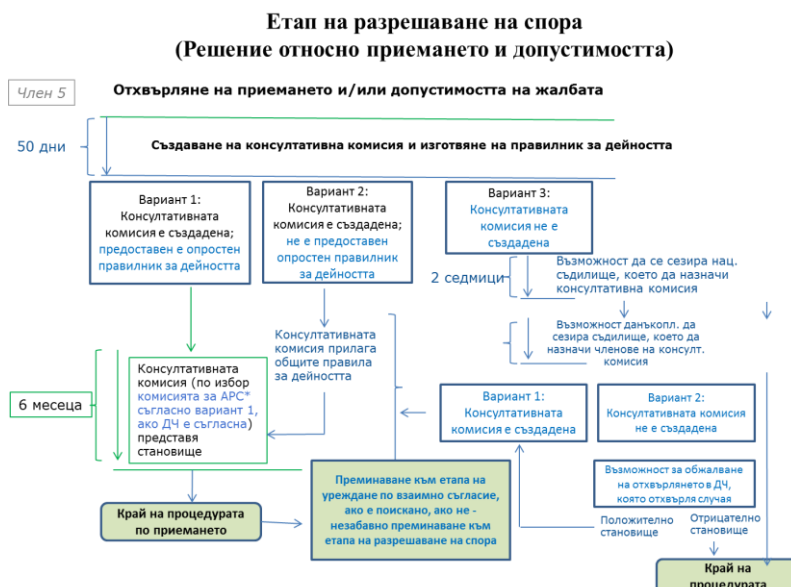 Етап на разрешаване на спора
(Решение относно приемането и допустимостта)
Член 5
Отхвърляне на приемането и/или допустимостта на жалбата
50 дни
Създаване на консултативна комисия и изготвяне на правилник за дейността
Вариант 1:
Консултативната
комисия е създадена;
предоставен е опростен
правилник за дейността
Вариант 2:
Консултативната
комисия е създадена;
не е предоставен
опростен правилник
за дейността
Вариант 3:
Консултативната
комисия не е
създадена
2 седмици
Възможност да се сезира нац.
съдилище, което да назначи
консултативна комисия
Възможност данъкопл. да
сезира съдилище, което да
назначи членове на консулт.
комисия
Консултативната
комисия прилага
общите правила
за дейността
6 месеца
Консултативната
комисия (по избор
комисията за АРС*
съгласно вариант 1,
ако ДЧ е съгласна)
представя
становище
Вариант 1:
Консултативната
комисия е създадена
Вариант 2:
Консултативната комисия
не е създадена
Възможност за обжалване
на отхвърлянето в ДЧ,
която отхвърля случая
Преминаване към етапа на
уреждане по взаимно съгласие,
ако е поискано, ако не -
незабавно преминаване към
етапа на разрешаване на спора
Край на процедурата
по приемането
Положително
становище
Отрицателно
становище
Край на
процедурата